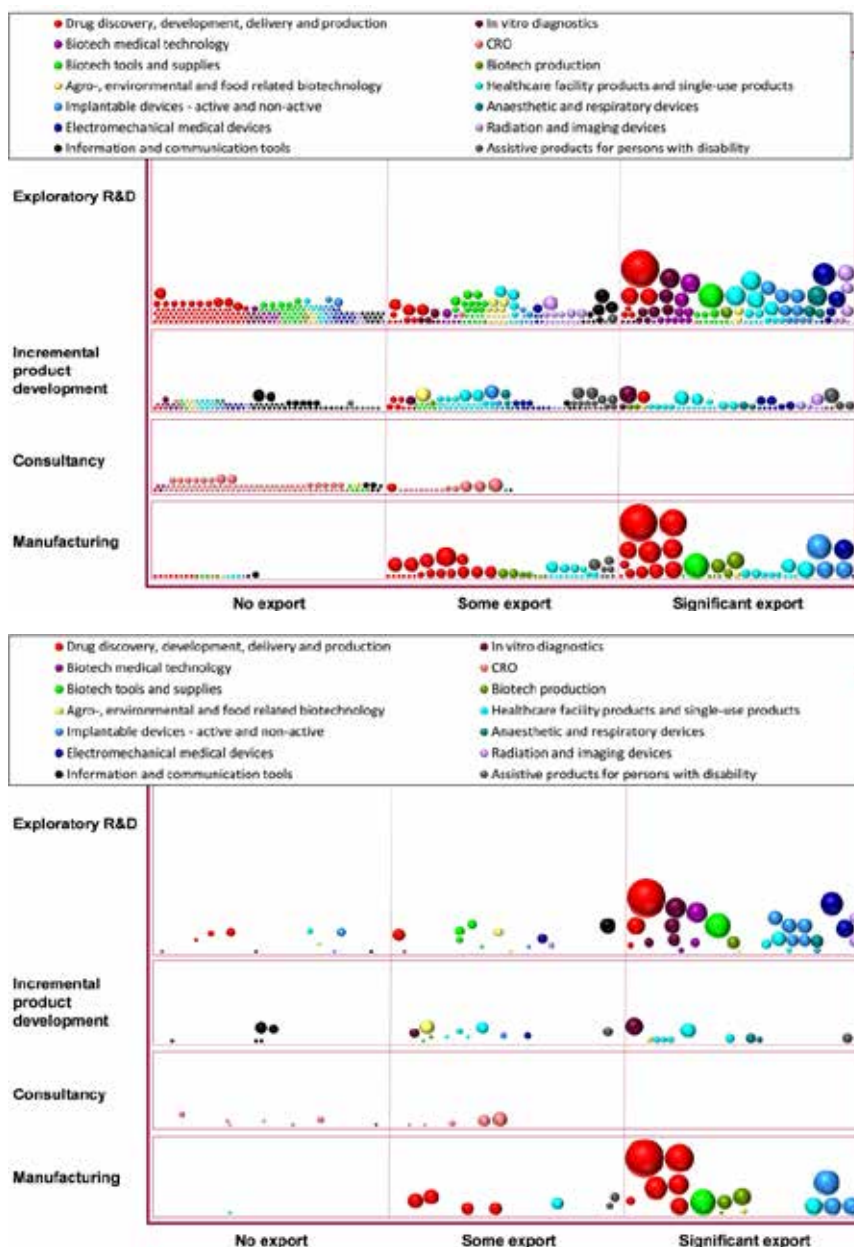 Drug discovery, development, delivery and production
In vitro diagnostics
Biotech medical technology
CRO
Biotech tools and supplies
Biotech production
Agro-, environmental and food related biotechnology
Healthcare facility products and single-use products
Implantable devices - active and non-active
Anaesthetic and respiratory devices
Electromechanical medical devices
Radiation and imaging devices
Information and communication tools
Assistive products for persons with disability
Exploratory R&D
Incremental
product
development
Consultancy
Manufacturing
No export
Some export
Significant export
Drug discovery, development, delivery and production
In vitro diagnostics
Biotech medical technology
CRO
Biotech tools and supplies
Biotech production
Agro-, environmental and food related biotechnology
Healthcare facility products and single-use products
Implantable devices - active and non-active
Anaesthetic and respiratory devices
Electromechanical medical devices
Radiation and imaging devices
Information and communication tools
Assistive products for persons with disability
Exploratory R&D
Incremental
product
development
Consultancy
Manufacturing
No export
Some export
Significant export